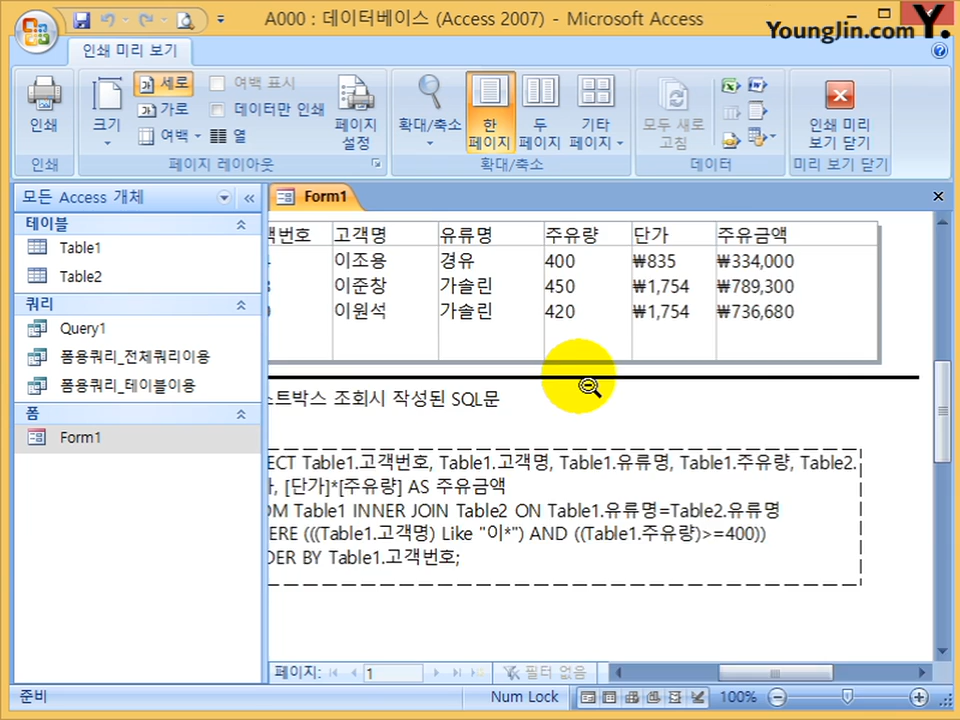 A000 : 데이터베이스 (Access 2007) - Microsoft Access
YoungJin.com Y.
인쇄 미리 보기
인쇄
크기
세로
가로
여백
여백 표시
데이터만 인쇄
열
페이지 설정
확대/축소
한 페이지
두 페이지
기타 페이지
모두 새로 고침
인쇄 미리 보기 닫기
인쇄
페이지 레이아웃
확대/축소
데이터
미리 보기 닫기
모든 Access 개체
Form1
테이블
Table1
Table2
쿼리
Query1
폼용쿼리_전체쿼리이용
폼용쿼리_테이블이용
폼
Form1
객번호 고객명 유류명 주유량 단가 주유금액
이조용 경유 400 ₩835 ₩334,000
이준창 가솔린 450 ₩1,754 ₩789,300
이원석 가솔린 420 ₩1,754 ₩736,680
스트박스 조회시 작성된 SQL문
ECT Table1.고객번호, Table1.고객명, Table1.유류명, Table1.주유량, Table2.
가, [단가]*[주유량] AS 주유금액
OM Table1 INNER JOIN Table2 ON Table1.유류명=Table2.유류명
ERE (((Table1.고객명) Like "이*") AND ((Table1.주유량)>=400))
DER BY Table1.고객번호;
페이지: 1 필터 없음
준비
Num Lock
100%